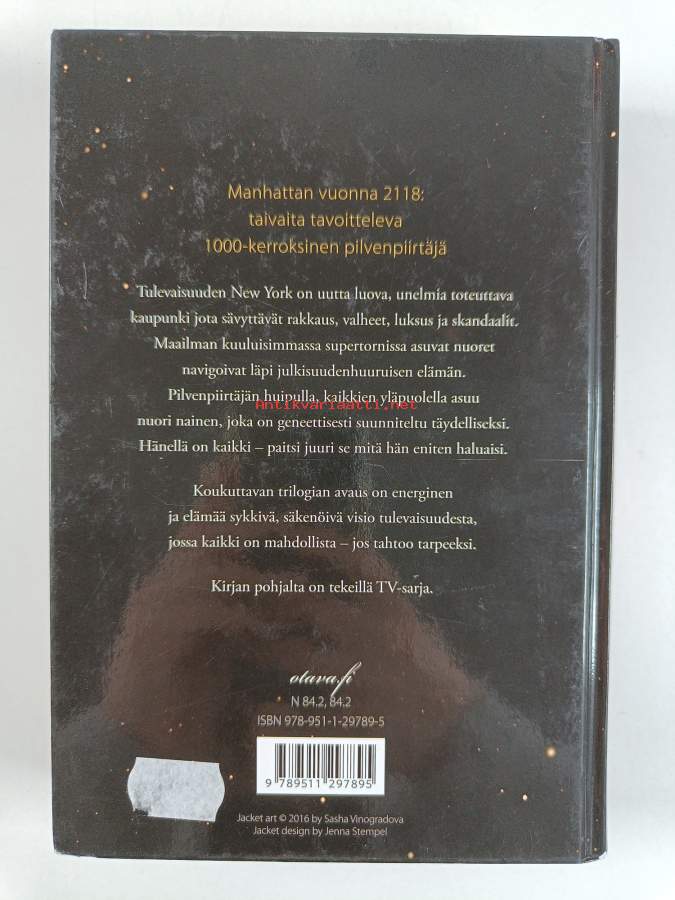 Manhattan vuonna 2118:
taivaita tavoitteleva
1000-kerroksinen pilvenpiirtäjä
Tulevaisuuden New York on uutta luova, unelmia toteuttava
kaupunki jota sävyttävät rakkaus, valheet, luksus ja skandaalit.
Maailman kuuluisimmassa supertornissa asuvat nuoret
navigoivat läpi julkisuudenhuuruisen elämän.
Pilvenpiirtäjän huipulla, kaikkien yläpuolella asuu
Antikvariaatti.net
nuori nainen, joka on geneettisesti suunniteltu täydelliseksi.
Hänellä on kaikki – paitsi juuri se mitä hän eniten haluaisi.
Koukuttavan trilogian avaus on energinen
ja elämää sykkivä, säkenöivä visio tulevaisuudesta,
jossa kaikki on mahdollista – jos tahtoo tarpeeksi.
Kirjan pohjalta on tekeillä TV-sarja.
otava.fi
N 84.2, 84.2
ISBN 978-951-1-29789-5
9 789511 297895
Jacket art © 2016 by Sasha Vinogradova
Jacket design by Jenna Stempel